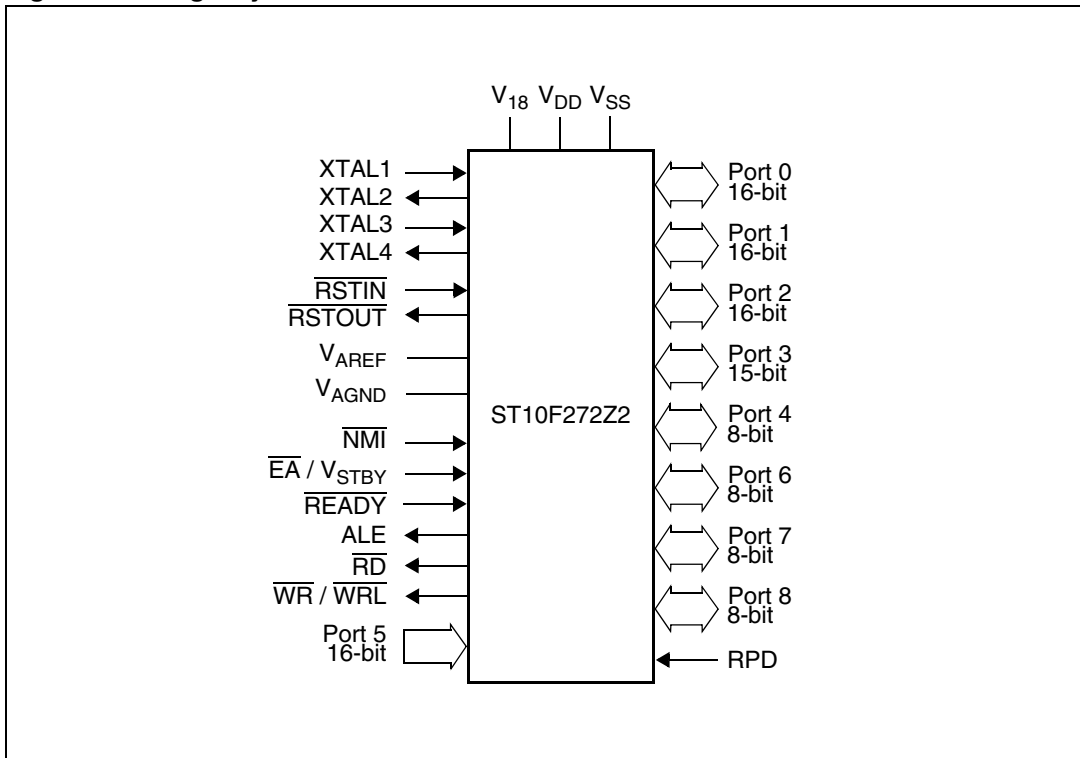 V18 VDD VSS
XTAL1
XTAL2
XTAL3
XTAL4
RSTIN
RSTOUT
VAREF
VAGND
NMI
EA / VSTBY
READY
ALE
RD
WR / WRL
Port 5
16-bit
ST10F272Z2
Port 0
16-bit
Port 1
16-bit
Port 2
16-bit
Port 3
15-bit
Port 4
8-bit
Port 6
8-bit
Port 7
8-bit
Port 8
8-bit
RPD